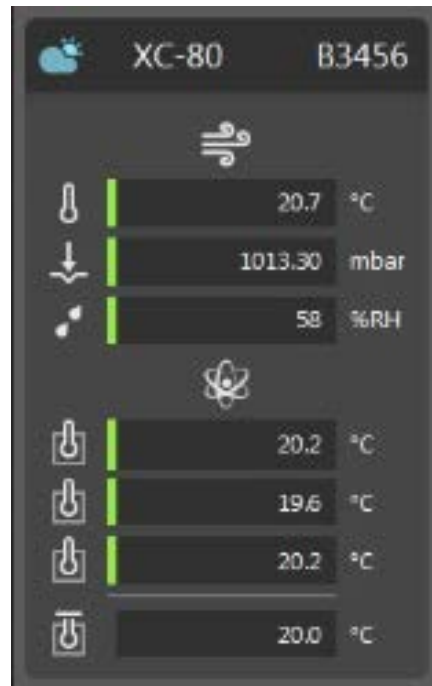 XC-80 B3456
20.7 °C
1013.30 mbar
58 %RH
20.2 °C
19.6 °C
20.2 °C
20.0 °C